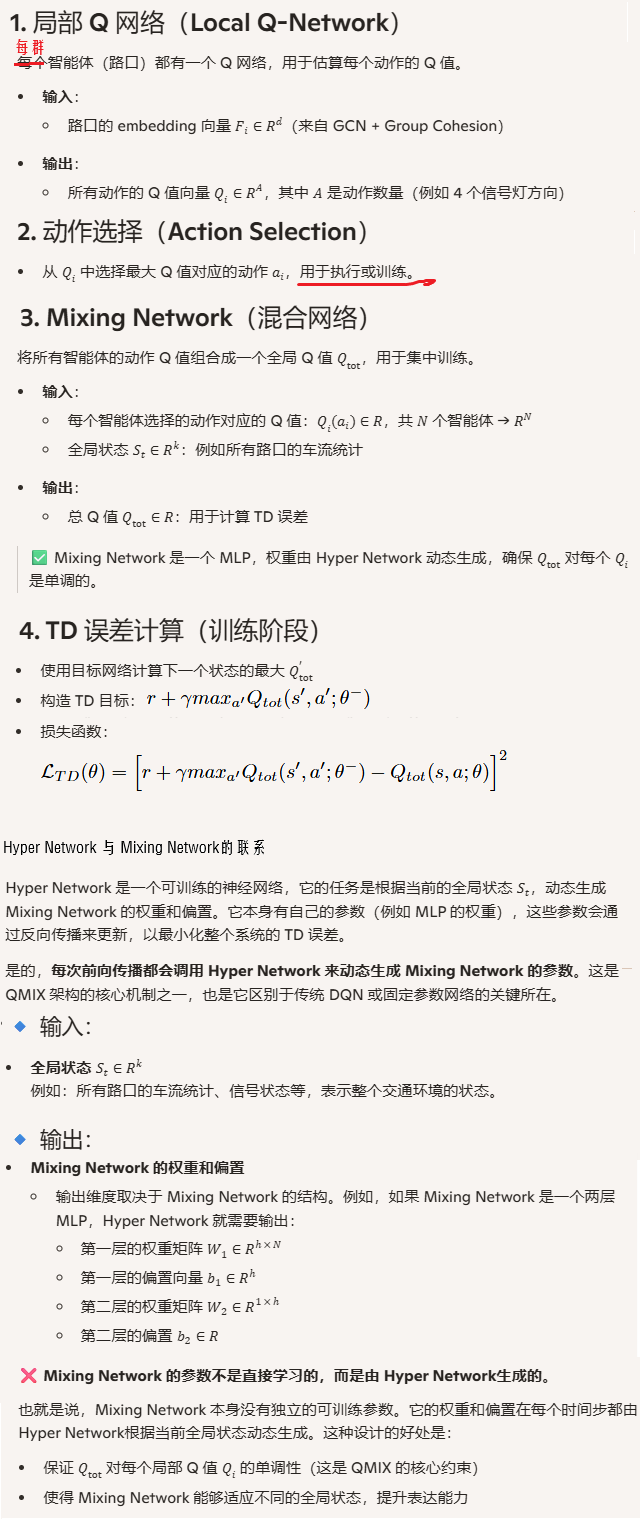 1. 局部 Q 网络（Local Q-Network）
每群
每个智能体（路口）都有一个 Q 网络，用于估算每个动作的 Q 值。
• 输入：
○ 路口的 embedding 向量 F_i ∈ R^d（来自 GCN + Group Cohesion）
• 输出：
○ 所有动作的 Q 值向量 Q_i ∈ R^A，其中 A 是动作数量（例如 4 个信号灯方向）
2. 动作选择（Action Selection）
• 从 Q_i 中选择最大 Q 值对应的动作 a_i，用于执行或训练。
3. Mixing Network（混合网络）
将所有智能体的动作 Q 值组合成一个全局 Q 值 Q_tot，用于集中训练。
• 输入：
○ 每个智能体选择的动作对应的 Q 值：Q_i(a_i) ∈ R，共 N 个智能体 → R^N
○ 全局状态 S_t ∈ R^k：例如所有路口的车流统计
• 输出：
○ 总 Q 值 Q_tot ∈ R：用于计算 TD 误差
✅ Mixing Network 是一个 MLP，权重由 Hyper Network 动态生成，确保 Q_tot 对每个 Q_i
是单调的。
4. TD 误差计算（训练阶段）
• 使用目标网络计算下一个状态的最大 Q'_tot
• 构造 TD 目标：r + γmax_{a'}Q_{tot}(s', a'; θ^-)
• 损失函数：
L_{TD}(θ) = [r + γmax_{a'}Q_{tot}(s', a'; θ^-) − Q_{tot}(s, a; θ)]^2
Hyper Network 与 Mixing Network的联系
Hyper Network 是一个可训练的神经网络，它的任务是根据当前的全局状态 S_t，动态生成
Mixing Network 的权重和偏置。它本身有自己的参数（例如 MLP 的权重），这些参数会通
过反向传播来更新，以最小化整个系统的 TD 误差。
是的，每次前向传播都会调用 Hyper Network 来动态生成 Mixing Network 的参数。这是
QMIX 架构的核心机制之一，也是它区别于传统 DQN 或固定参数网络的关键所在。
🔹 输入：
• 全局状态 S_t ∈ R^k
例如：所有路口的车流统计、信号状态等，表示整个交通环境的状态。
🔹 输出：
• Mixing Network 的权重和偏置
○ 输出维度取决于 Mixing Network 的结构。例如，如果 Mixing Network 是一个两层
MLP，Hyper Network 就需要输出：
○ 第一层的权重矩阵 W_1 ∈ R^{h×N}
○ 第一层的偏置向量 b_1 ∈ R^h
○ 第二层的权重矩阵 W_2 ∈ R^{1×h}
○ 第二层的偏置 b_2 ∈ R
❌ Mixing Network 的参数不是直接学习的，而是由 Hyper Network生成的。
也就是说，Mixing Network 本身没有独立的可训练参数。它的权重和偏置在每个时间步都由
Hyper Network根据当前全局状态动态生成。这种设计的好处是：
• 保证 Q_tot 对每个局部 Q 值 Q_i 的单调性（这是 QMIX 的核心约束）
• 使得 Mixing Network 能够适应不同的全局状态，提升表达能力